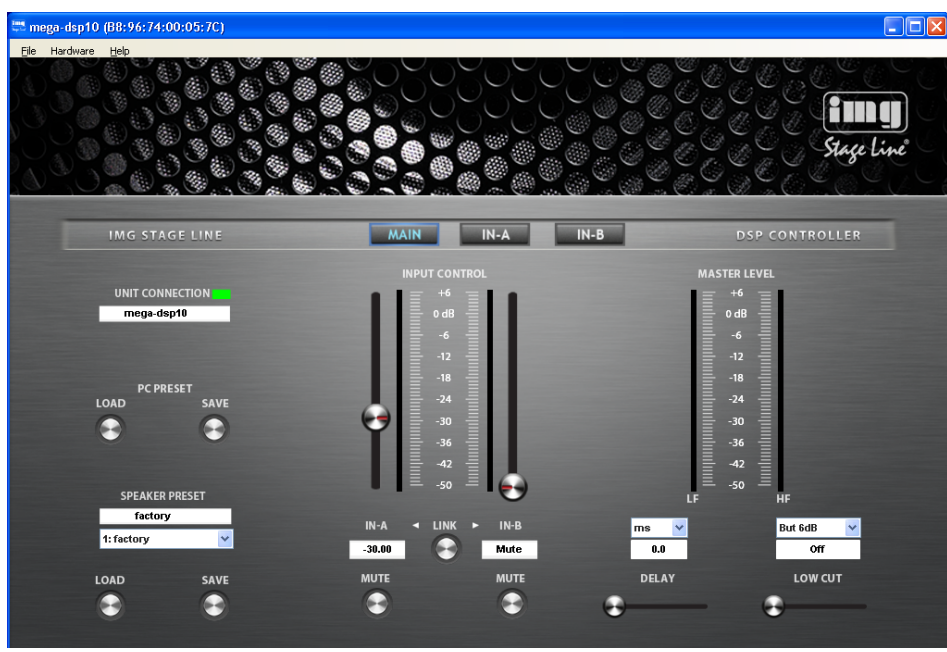 mega-dsp10 (B8:96:74:00:05:7C)
File Hardware Help
img
Stage Line®
IMG STAGE LINE
MAIN
IN-A
IN-B
DSP CONTROLLER
UNIT CONNECTION
mega-dsp10
PC PRESET
LOAD SAVE
SPEAKER PRESET
factory
1: factory
LOAD SAVE
INPUT CONTROL
+6
0 dB
-6
-12
-18
-24
-30
-36
-42
-50
IN-A ◄ LINK ► IN-B
-30.00 Mute
MUTE MUTE
MASTER LEVEL
+6
0 dB
-6
-12
-18
-24
-30
-36
-42
-50
LF HF
ms But 6dB
0.0 Off
DELAY LOW CUT